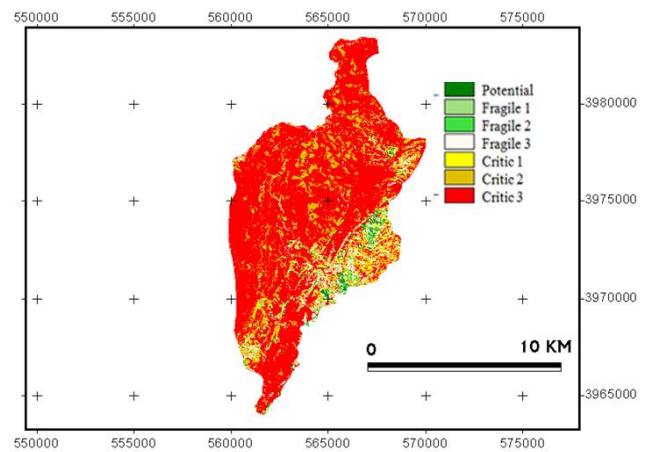 550000 555000 560000 565000 570000 575000
Potential
Fragile 1
Fragile 2
Fragile 3
Critic 1
Critic 2
Critic 3
3980000
3975000
3970000
3965000
0 10 KM
550000 555000 560000 565000 570000 575000